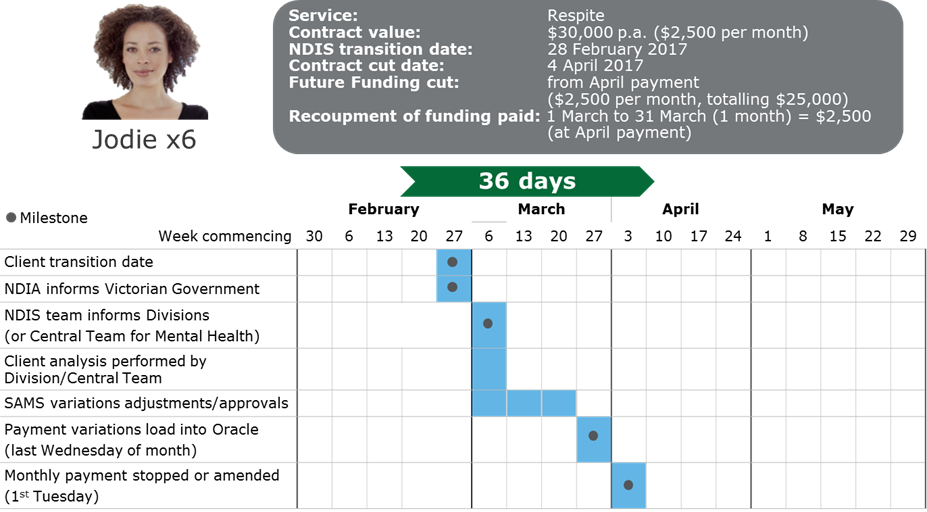 Service: Respite
Contract value: $30,000 p.a. ($2,500 per month)
NDIS transition date: 28 February 2017
Contract cut date: 4 April 2017
Future Funding cut: from April payment
($2,500 per month, totalling $25,000)
Recoupment of funding paid: 1 March to 31 March (1 month) = $2,500
(at April payment)
Jodie x6
36 days
February March April May
Milestone
Week commencing 30 6 13 20 27 6 13 20 27 3 10 17 24 1 8 15 22 29
Client transition date
NDIA informs Victorian Government
NDIS team informs Divisions
(or Central Team for Mental Health)
Client analysis performed by
Division/Central Team
SAMS variations adjustments/approvals
Payment variations load into Oracle
(last Wednesday of month)
Monthly payment stopped or amended
(1st Tuesday)